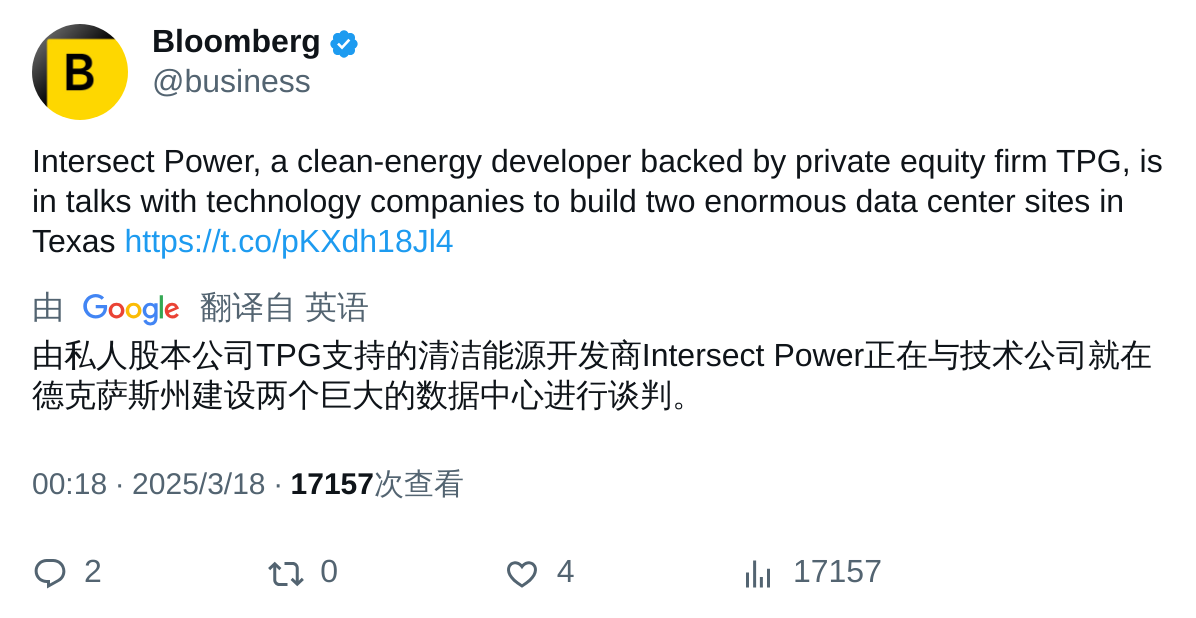 B
Bloomberg
@business
Intersect Power, a clean-energy developer backed by private equity firm TPG, is
in talks with technology companies to build two enormous data center sites in
Texas https://t.co/pKXdh18Jl4
由 Google 翻译自 英语
由私人股本公司TPG支持的清洁能源开发商Intersect Power正在与技术公司就在
德克萨斯州建设两个巨大的数据中心进行谈判。
00:18 · 2025/3/18 · 17157次查看
2 0 4 17157